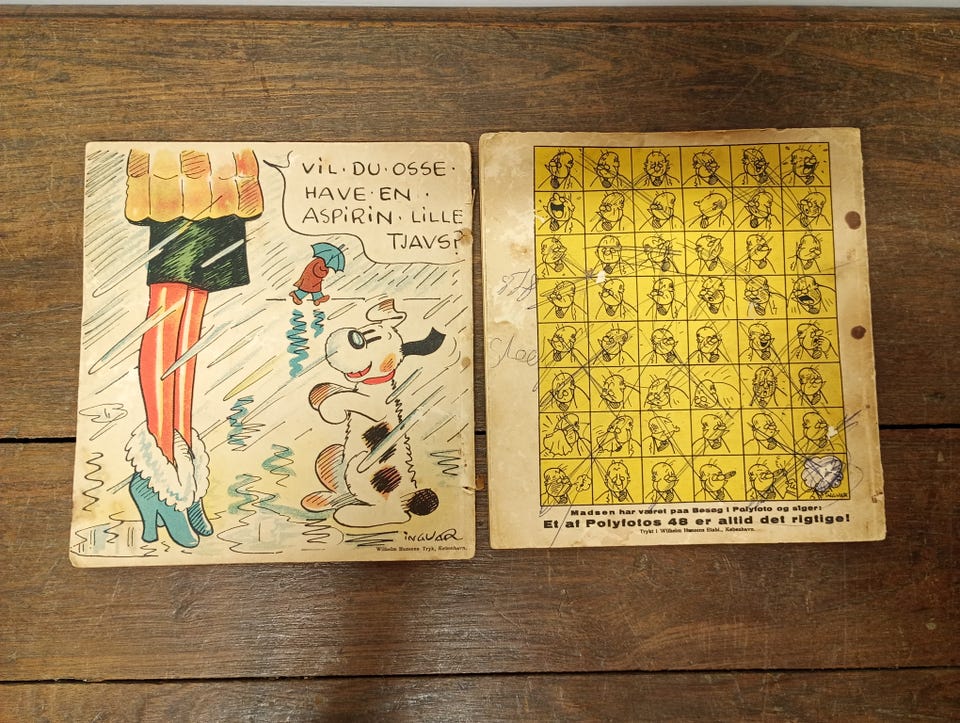 VIL·DU·OSSE·
HAVE·EN··
ASPIRIN·LILLE
TJAVS?
INGVAR
Wilhelm Hansens Tryk, København.
INGVAR
Madsen har været paa Besøg i Polyfoto og siger:
Et af Polyfotos 48 er altid det rigtige!
Trykt i Wilhelm Hansens Etabl., København.